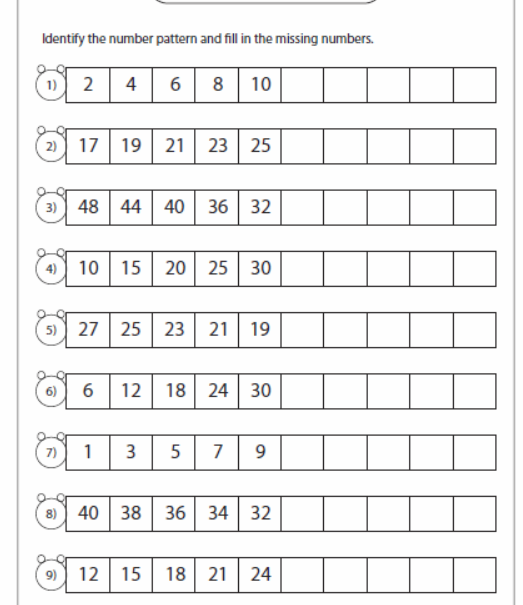 Identify the number pattern and fill in the missing numbers.
1) 2 4 6 8 10
2) 17 19 21 23 25
3) 48 44 40 36 32
4) 10 15 20 25 30
5) 27 25 23 21 19
6) 6 12 18 24 30
7) 1 3 5 7 9
8) 40 38 36 34 32
9) 12 15 18 21 24